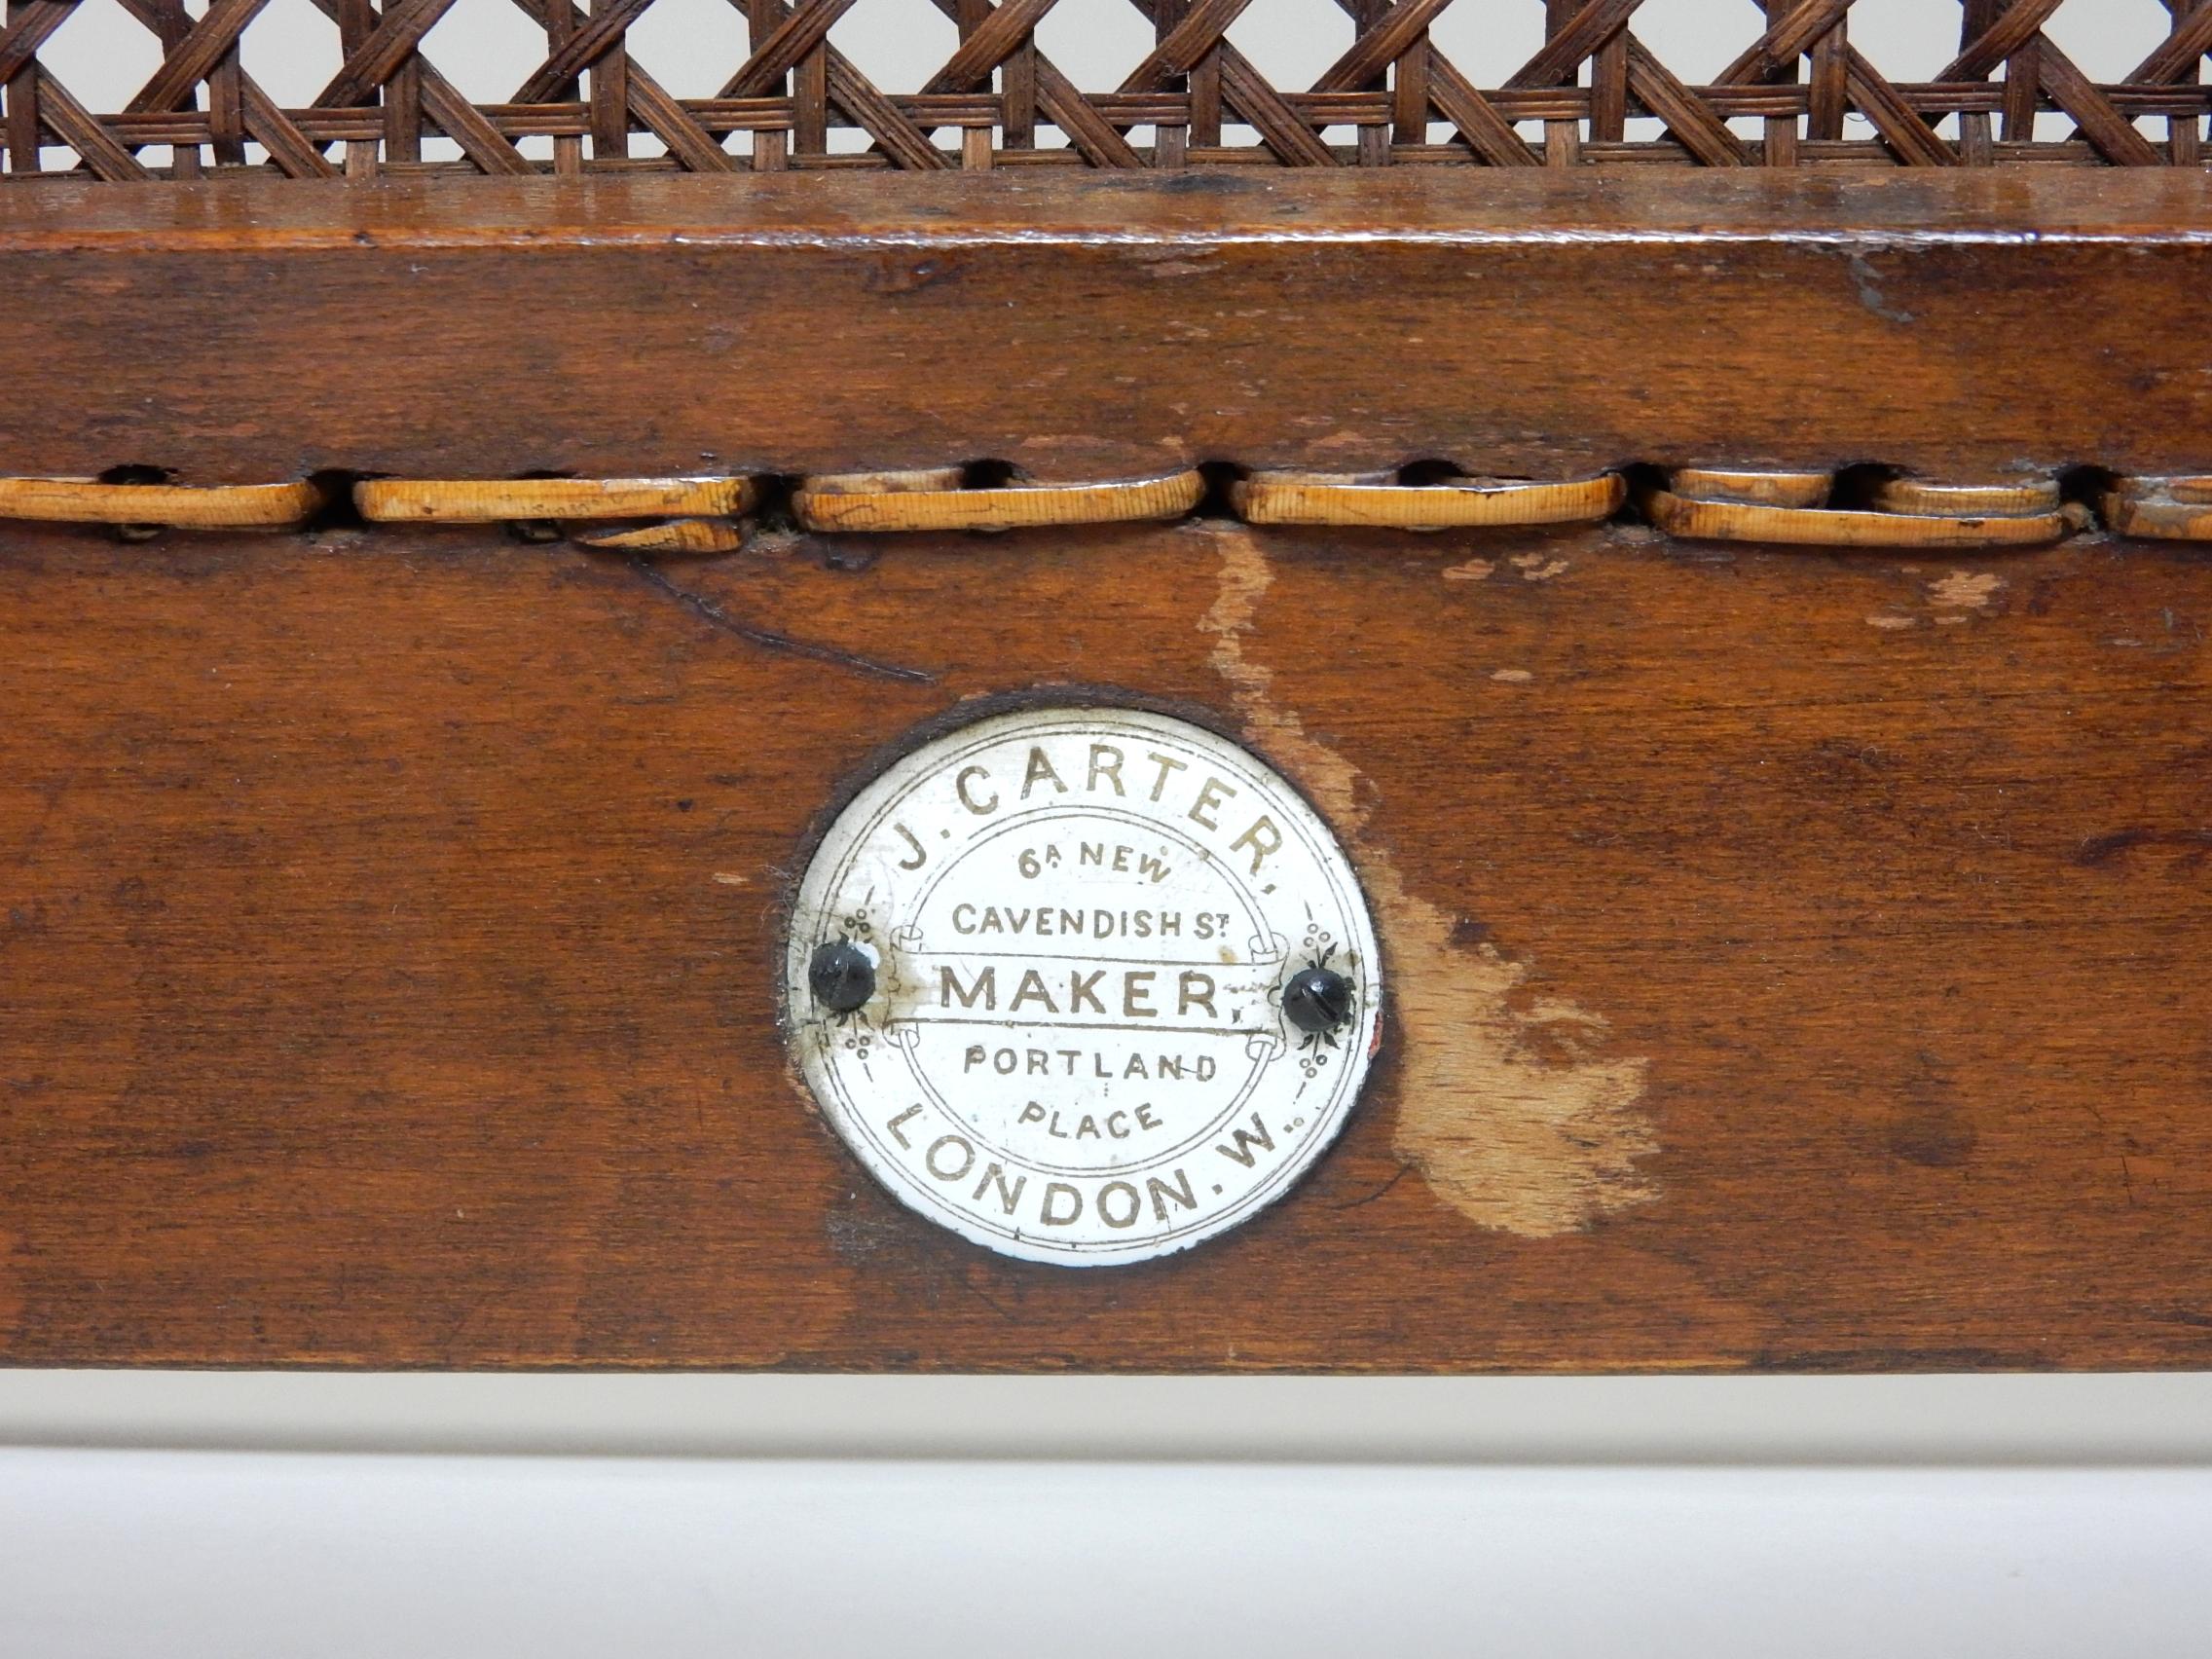 J. CARTER,
6A NEW
CAVENDISH ST
MAKER,
PORTLAND
PLACE
LONDON. W.